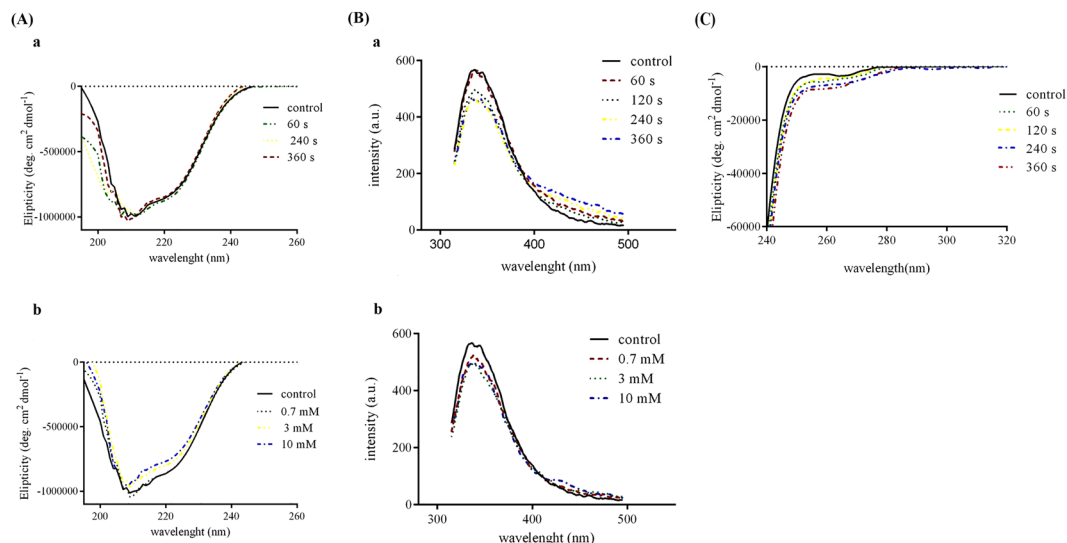 (A)
a
Elipticity (deg. cm2 dmol-1)
0
-500000
-1000000
200
220
240
260
wavelenght (nm)
control
60 s
240 s
360 s
b
Elipticity (deg. cm2 dmol-1)
0
-500000
-1000000
200
220
240
260
wavelenght (nm)
control
0.7 mM
3 mM
10 mM
(B)
a
intensity (a.u.)
600
400
200
0
300
400
500
wavelenght (nm)
control
60 s
120 s
240 s
360 s
b
intensity (a.u.)
600
400
200
0
300
400
500
wavelenght (nm)
control
0.7 mM
3 mM
10 mM
(C)
Elipticity (deg. cm2 dmol-1)
0
-20000
-40000
-60000
240
260
280
300
320
wavelength(nm)
control
60 s
120 s
240 s
360 s